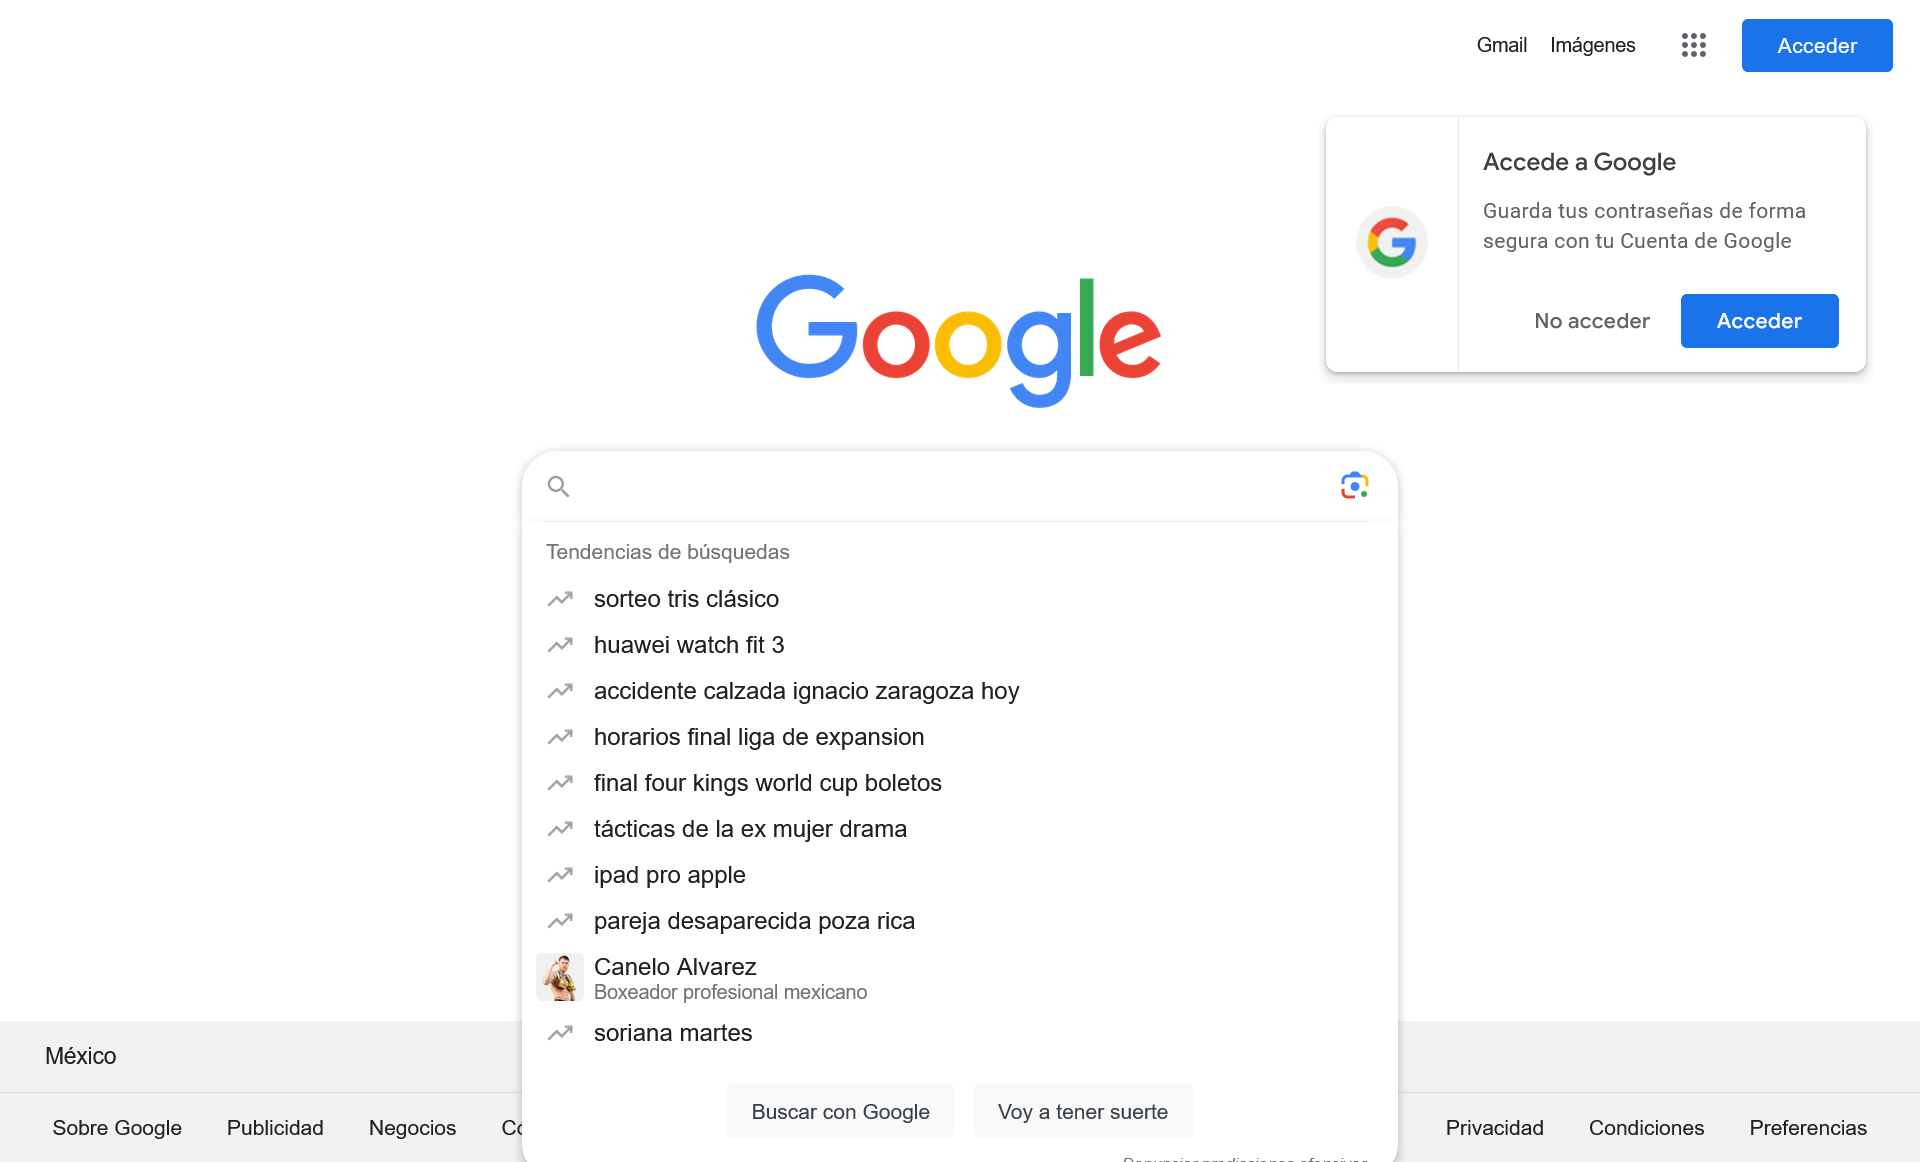 Gmail Imágenes Acceder
Accede a Google
Guarda tus contraseñas de forma
segura con tu Cuenta de Google
No acceder Acceder
Google
Tendencias de búsquedas
sorteo tris clásico
huawei watch fit 3
accidente calzada ignacio zaragoza hoy
horarios final liga de expansion
final four kings world cup boletos
tácticas de la ex mujer drama
ipad pro apple
pareja desaparecida poza rica
Canelo Alvarez
Boxeador profesional mexicano
soriana martes
México
Buscar con Google Voy a tener suerte
Sobre Google Publicidad Negocios Privacidad Condiciones Preferencias